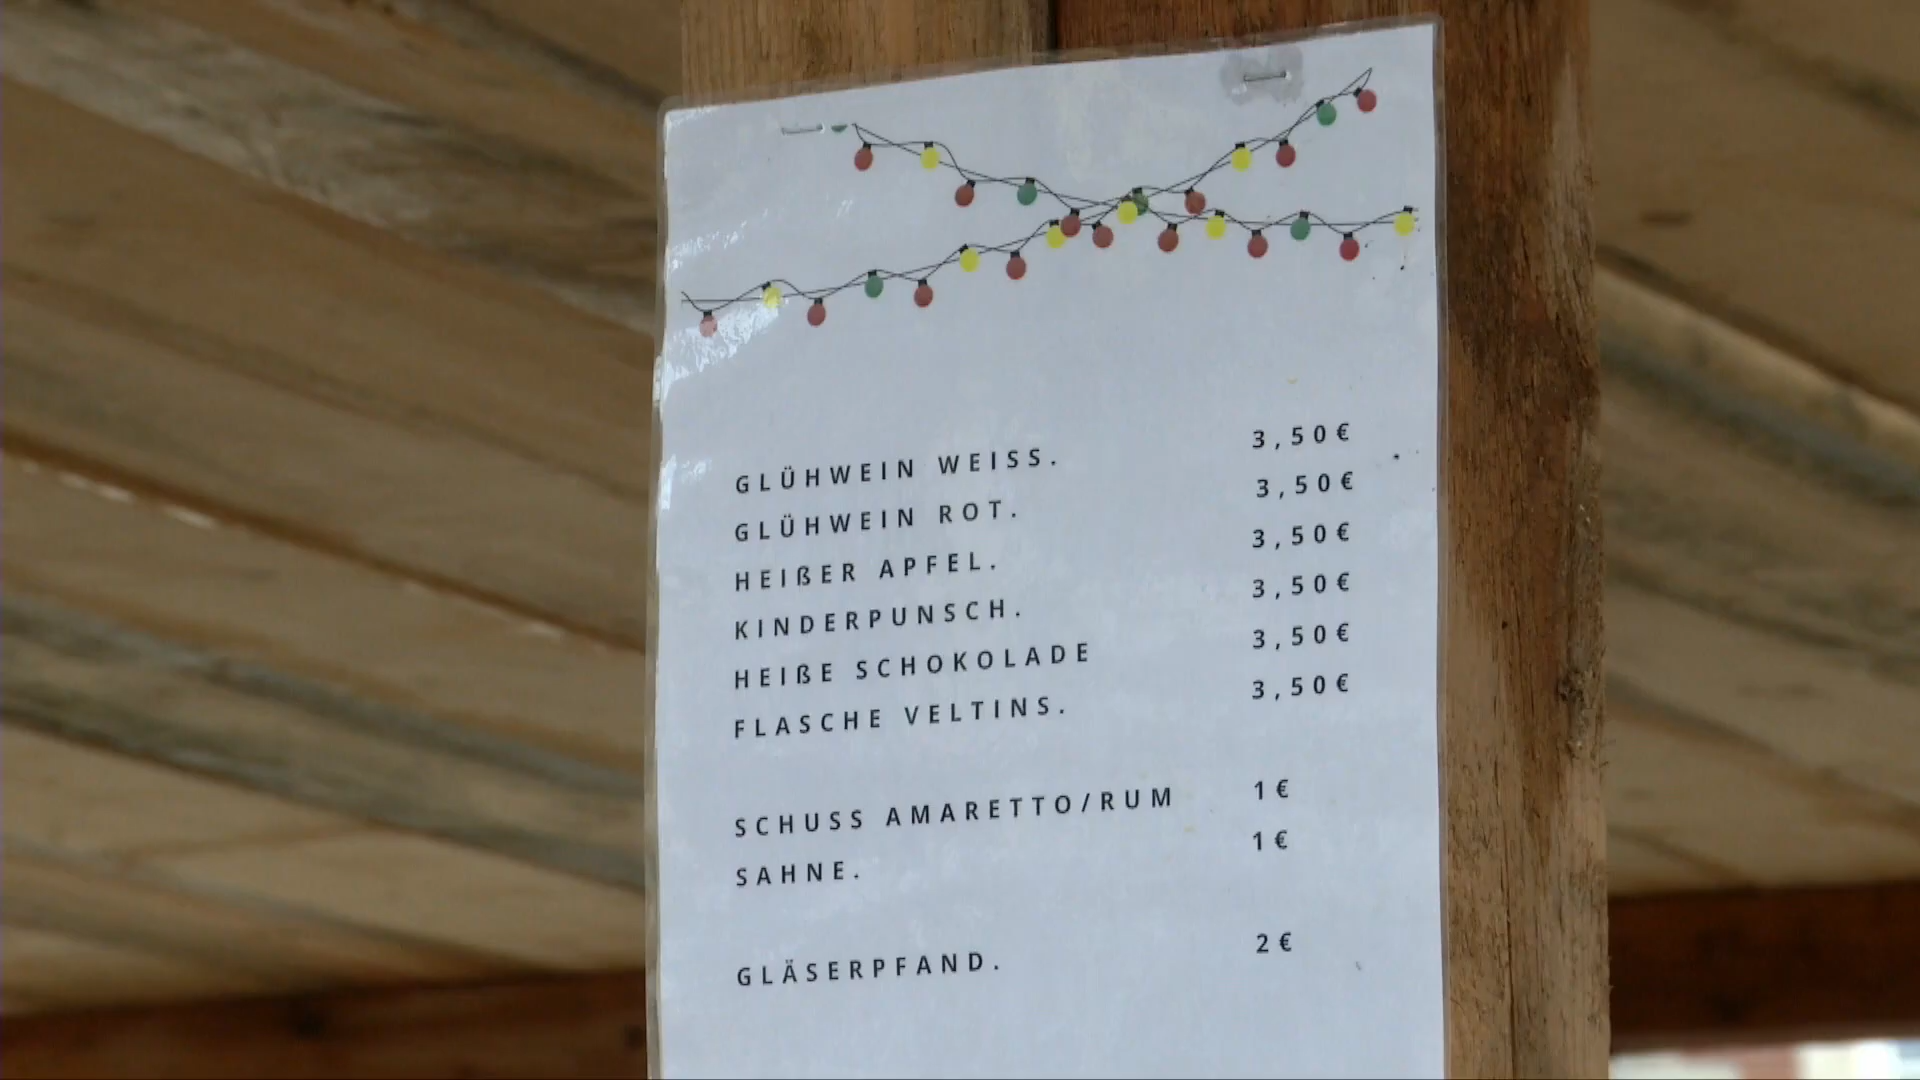 GLÜHWEIN WEISS. 3,50€
GLÜHWEIN ROT. 3,50€
HEIßER APFEL. 3,50€
KINDERPUNSCH. 3,50€
HEIßE SCHOKOLADE 3,50€
FLASCHE VELTINS. 3,50€
SCHUSS AMARETTO/RUM 1€
SAHNE. 1€
GLÄSERPFAND. 2€